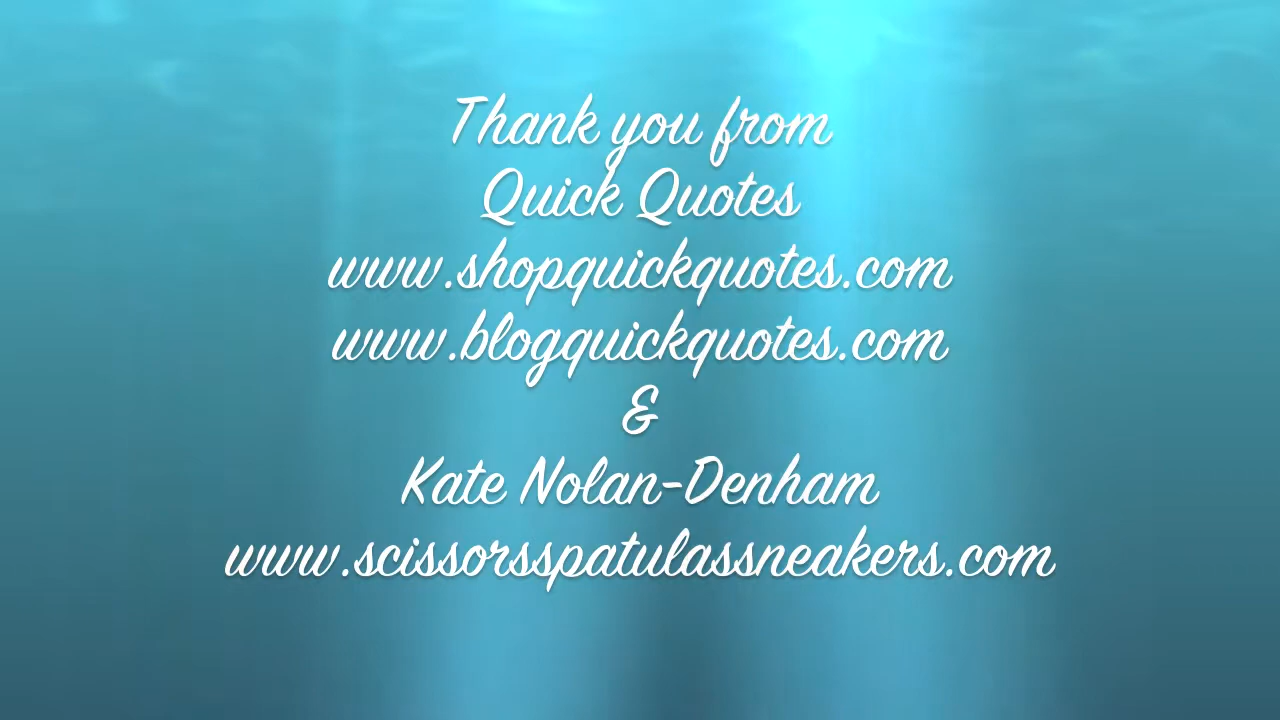 Thank you from
Quick Quotes
www.shopquickquotes.com
www.blogquickquotes.com
&
Kate Nolan-Denham
www.scissorsspatulassneakers.com